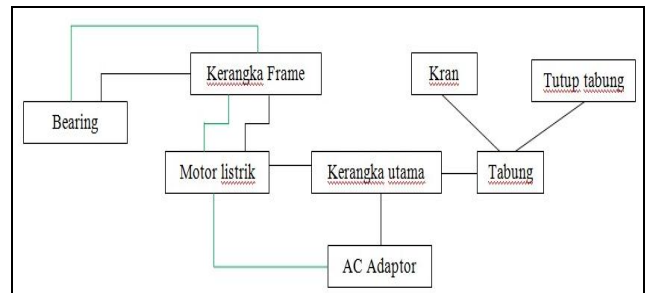 Kerangka Frame
Kran
Tutup tabung
Bearing
Motor listrik
Kerangka utama
Tabung
AC Adaptor